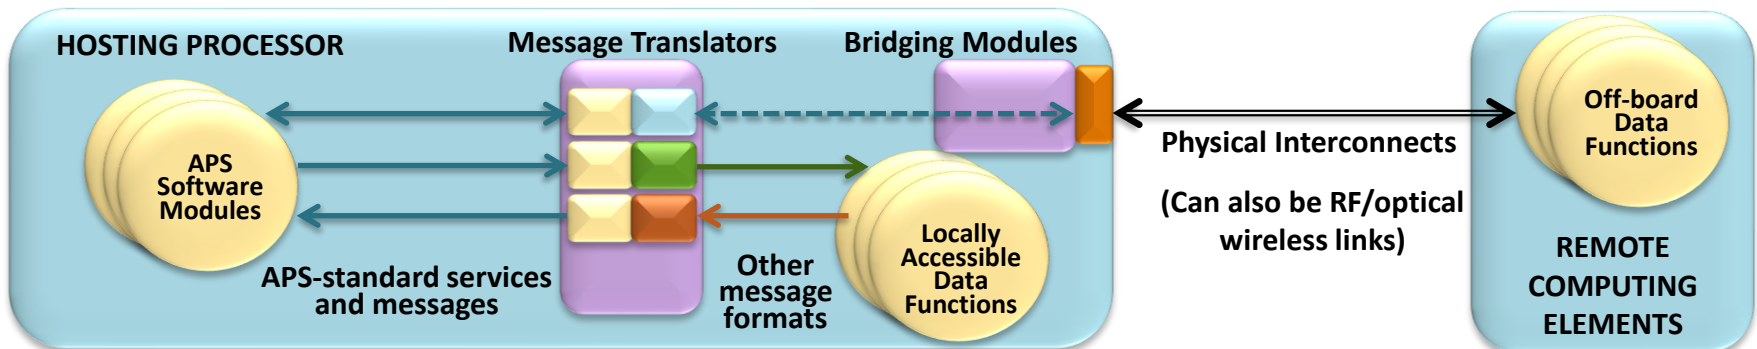 HOSTING PROCESSOR
Message Translators
Bridging Modules
APS
Software
Modules
APS-standard services
and messages
Other
message
formats
Locally
Accessible
Data
Functions
Physical Interconnects
(Can also be RF/optical
wireless links)
Off-board
Data
Functions
REMOTE
COMPUTING
ELEMENTS